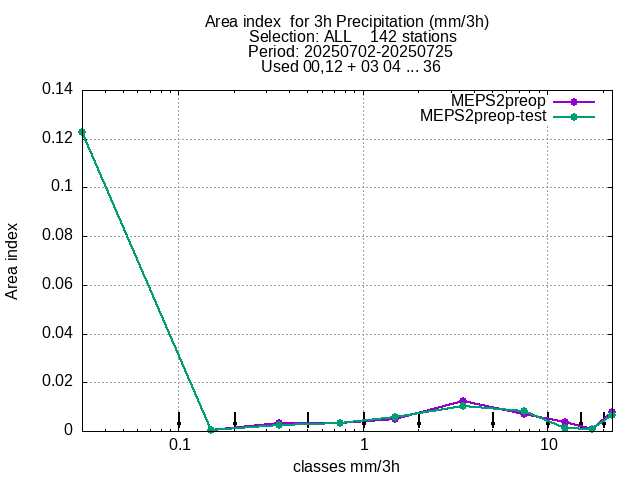 Area index  for 3h Precipitation (mm/3h)
Selection: ALL    142 stations
Period: 20250702-20250725
Used 00,12 + 03 04 ... 36
MEPS2preop
MEPS2preop-test
0.14
0.12
0.1
0.08
0.06
0.04
0.02
0
Area index
0.1 1 10
classes mm/3h